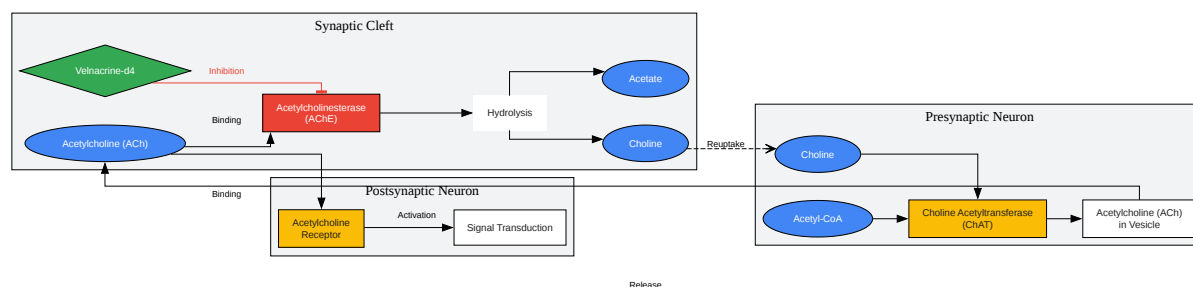 Synaptic Cleft
Velnacrine-d4
Inhibition
Acetate
Acetylcholinesterase
(AChE)
Hydrolysis
Binding
Acetylcholine (ACh)
Choline
Reuptake
Presynaptic Neuron
Choline
Binding
Postsynaptic Neuron
Acetylcholine
Receptor
Activation
Signal Transduction
Acetyl-CoA
Choline Acetyltransferase
(ChAT)
Acetylcholine (ACh)
in Vesicle
Release